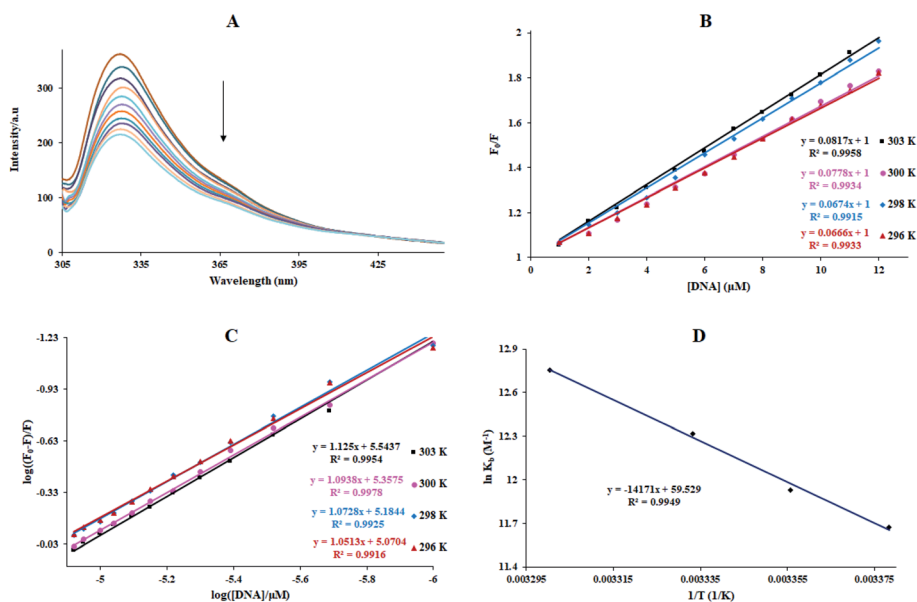 A
Intensity/a.u
300
200
100
0
305
335
365
395
425
Wavelength (nm)
B
F0/F
2
1.8
1.6
1.4
1.2
1
0
2
4
6
8
10
12
[DNA] (µM)
y = 0.0817x + 1
R² = 0.9958
303 K
y = 0.0778x + 1
R² = 0.9934
300 K
y = 0.0674x + 1
R² = 0.9915
298 K
y = 0.0666x + 1
R² = 0.9933
296 K
C
log((F0-F)/F)
-1.23
-0.93
-0.63
-0.33
-0.03
-5
-5.2
-5.4
-5.6
-5.8
-6
log([DNA]/µM)
y = 1.125x + 5.5437
R² = 0.9954
303 K
y = 1.0938x + 5.3575
R² = 0.9978
300 K
y = 1.0728x + 5.1844
R² = 0.9925
298 K
y = 1.0513x + 5.0704
R² = 0.9916
296 K
D
ln Kb (M-1)
12.9
12.6
12.3
12
11.7
11.4
0.003295
0.003315
0.003335
0.003355
0.003375
1/T (1/K)
y = -14171x + 59.529
R² = 0.9949